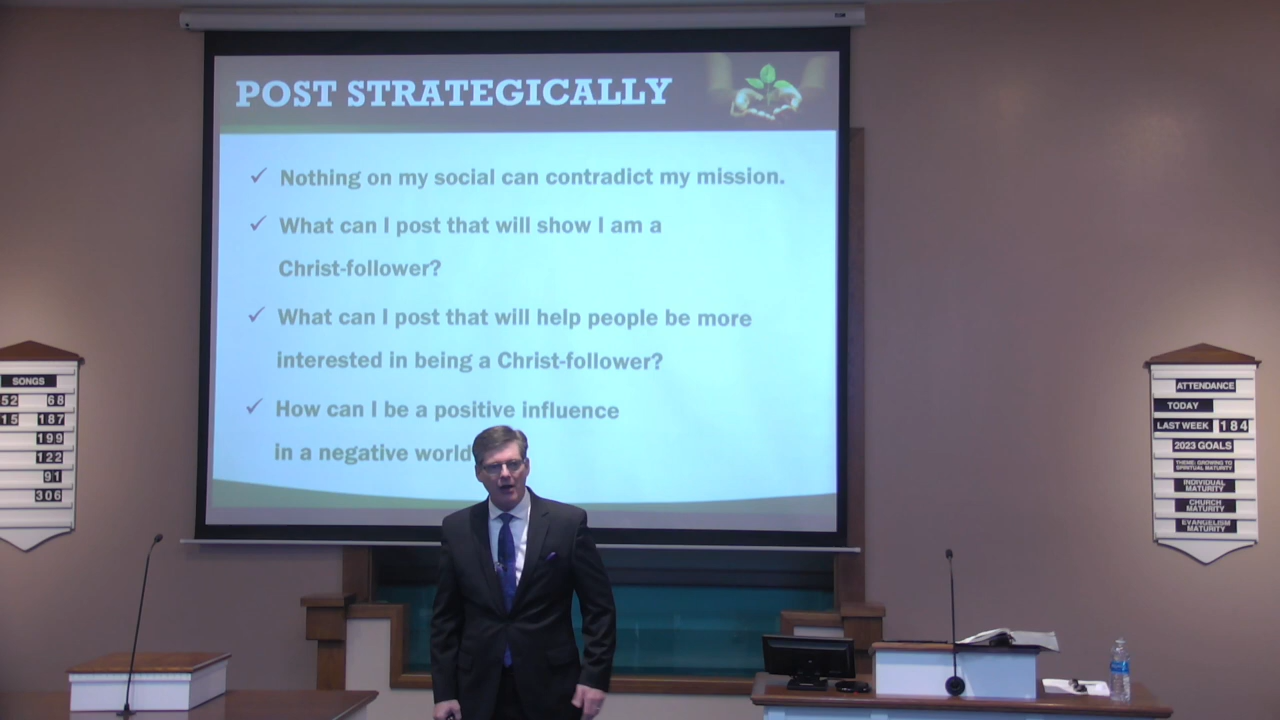 POST STRATEGICALLY
✓ Nothing on my social can contradict my mission.
✓ What can I post that will show I am a
Christ-follower?
✓ What can I post that will help people be more
interested in being a Christ-follower?
✓ How can I be a positive influence
in a negative world
SONGS
52 68
15 187
199
122
91
306
ATTENDANCE
TODAY
LAST WEEK 184
2023 GOALS
THEME: GROWING TO
SPIRITUAL MATURITY
INDIVIDUAL
MATURITY
CHURCH
MATURITY
EVANGELISM
MATURITY